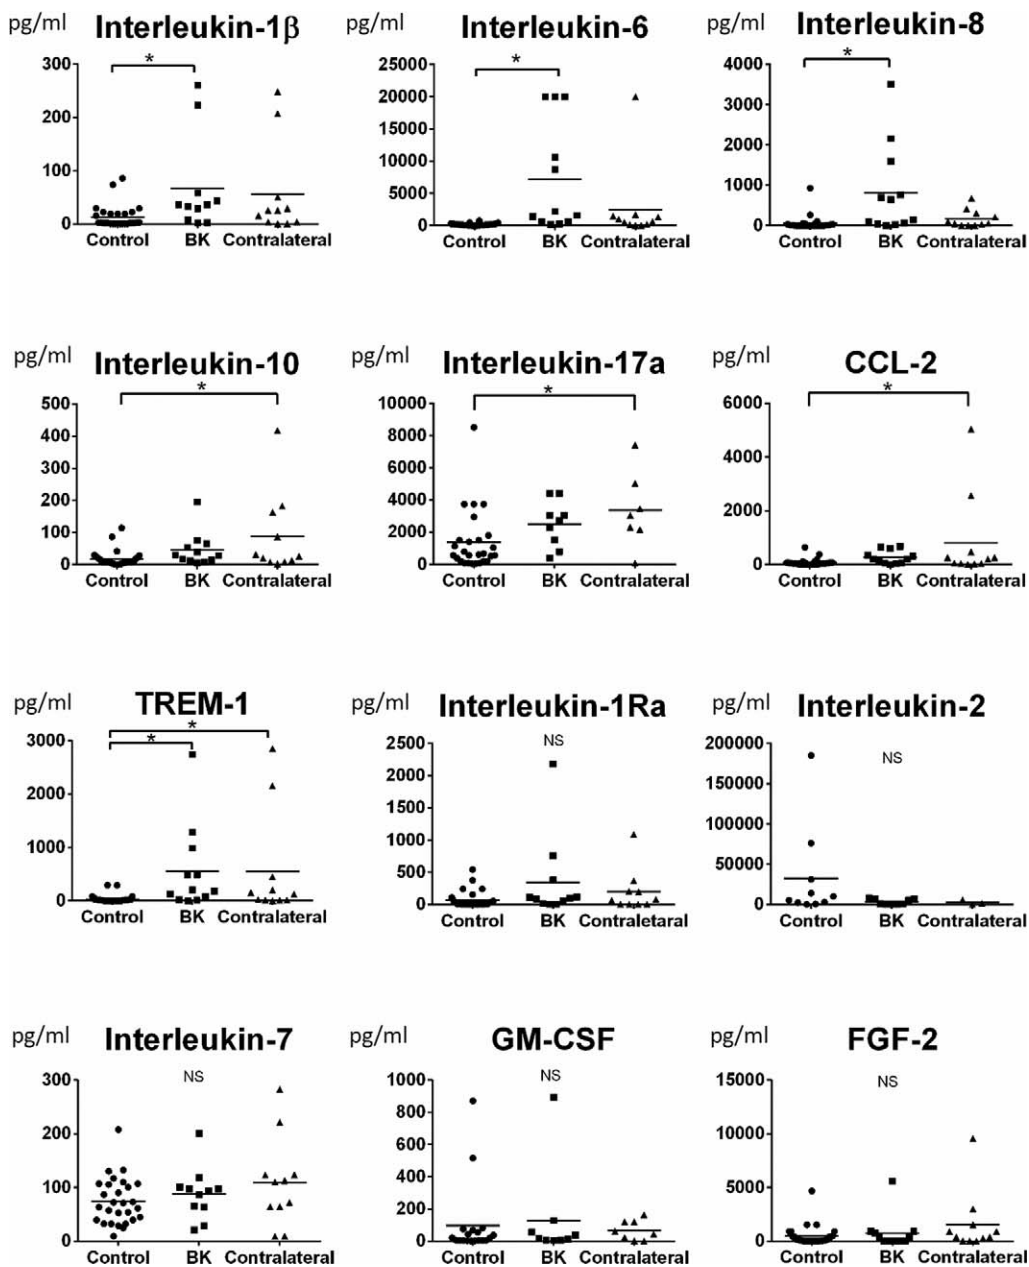 pg/ml Interleukin-1β
300
200
100
0
*
Control BK Contralateral
pg/ml Interleukin-6
25000
20000
15000
10000
5000
0
*
Control BK Contralateral
pg/ml Interleukin-8
4000
3000
2000
1000
0
*
Control BK Contralateral
pg/ml Interleukin-10
500
400
300
200
100
0
*
Control BK Contralateral
pg/ml Interleukin-17a
10000
8000
6000
4000
2000
0
*
Control BK Contralateral
pg/ml CCL-2
6000
4000
2000
0
*
Control BK Contralateral
pg/ml TREM-1
3000
2000
1000
0
*
*
Control BK Contralateral
pg/ml Interleukin-1Ra
2500
2000
1500
1000
500
0
NS
Control BK Contraletaral
pg/ml Interleukin-2
200000
150000
100000
50000
0
NS
Control BK Contralateral
pg/ml Interleukin-7
300
200
100
0
NS
Control BK Contralateral
pg/ml GM-CSF
1000
800
600
400
200
0
NS
Control BK Contralateral
pg/ml FGF-2
15000
10000
5000
0
NS
Control BK Contralateral